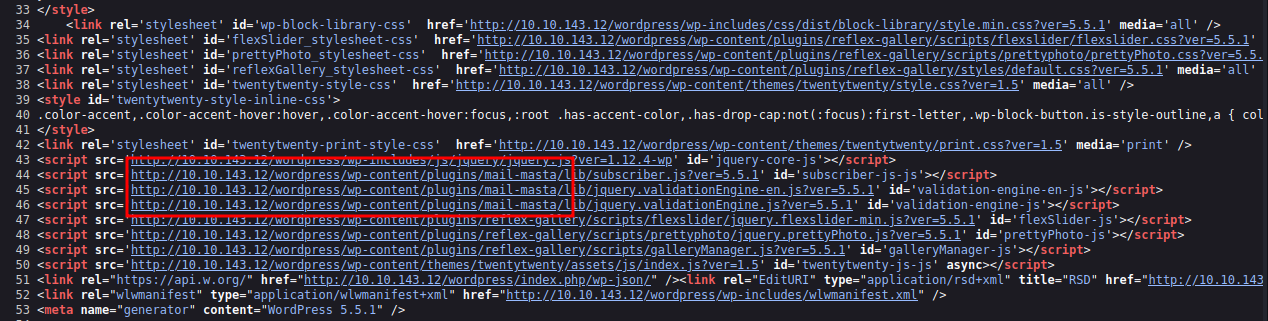 33 </style>
34 <link rel='stylesheet' id='wp-block-library-css' href='http://10.10.143.12/wordpress/wp-includes/css/dist/block-library/style.min.css?ver=5.5.1' media='all' />
35 <link rel='stylesheet' id='flexSlider_stylesheet-css' href='http://10.10.143.12/wordpress/wp-content/plugins/reflex-gallery/scripts/flexslider/flexslider.css?ver=5.5.1'
36 <link rel='stylesheet' id='prettyPhoto_stylesheet-css' href='http://10.10.143.12/wordpress/wp-content/plugins/reflex-gallery/scripts/prettyphoto/prettyPhoto.css?ver=5.5.
37 <link rel='stylesheet' id='reflexGallery_stylesheet-css' href='http://10.10.143.12/wordpress/wp-content/plugins/reflex-gallery/styles/default.css?ver=5.5.1' media='all'
38 <link rel='stylesheet' id='twentytwenty-style-css' href='http://10.10.143.12/wordpress/wp-content/themes/twentytwenty/style.css?ver=1.5' media='all' />
39 <style id='twentytwenty-style-inline-css'>
40 .color-accent,.color-accent-hover:hover,.color-accent-hover:focus,:root .has-accent-color,.has-drop-cap:not(:focus):first-letter,.wp-block-button.is-style-outline,a { col
41 </style>
42 <link rel='stylesheet' id='twentytwenty-print-style-css' href='http://10.10.143.12/wordpress/wp-content/themes/twentytwenty/print.css?ver=1.5' media='print' />
43 <script src='http://10.10.143.12/wordpress/wp-includes/js/jquery/jquery.js?ver=1.12.4-wp' id='jquery-core-js'></script>
44 <script src='http://10.10.143.12/wordpress/wp-content/plugins/mail-masta/lib/subscriber.js?ver=5.5.1' id='subscriber-js-js'></script>
45 <script src='http://10.10.143.12/wordpress/wp-content/plugins/mail-masta/lib/jquery.validationEngine-en.js?ver=5.5.1' id='validation-engine-en-js'></script>
46 <script src='http://10.10.143.12/wordpress/wp-content/plugins/mail-masta/lib/jquery.validationEngine.js?ver=5.5.1' id='validation-engine-js'></script>
47 <script src='http://10.10.143.12/wordpress/wp-content/plugins/reflex-gallery/scripts/flexslider/jquery.flexslider-min.js?ver=5.5.1' id='flexSlider-js'></script>
48 <script src='http://10.10.143.12/wordpress/wp-content/plugins/reflex-gallery/scripts/prettyphoto/jquery.prettyPhoto.js?ver=5.5.1' id='prettyPhoto-js'></script>
49 <script src='http://10.10.143.12/wordpress/wp-content/plugins/reflex-gallery/scripts/galleryManager.js?ver=5.5.1' id='galleryManager-js'></script>
50 <script src='http://10.10.143.12/wordpress/wp-content/themes/twentytwenty/assets/js/index.js?ver=1.5' id='twentytwenty-js-js' async></script>
51 <link rel="https://api.w.org/" href="http://10.10.143.12/wordpress/index.php/wp-json/" /><link rel="EditURI" type="application/rsd+xml" title="RSD" href="http://10.10.143
52 <link rel="wlwmanifest" type="application/wlwmanifest+xml" href="http://10.10.143.12/wordpress/wp-includes/wlwmanifest.xml" />
53 <meta name="generator" content="WordPress 5.5.1" />